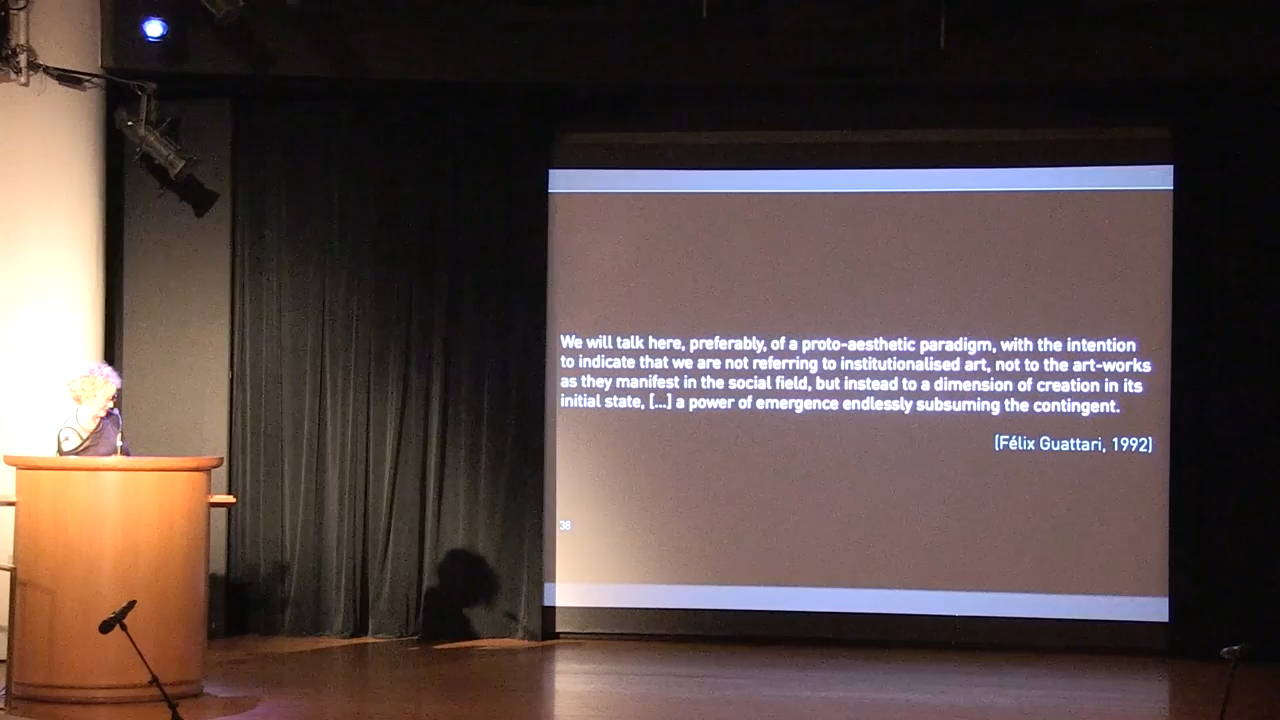 We will talk here, preferably, of a proto-aesthetic paradigm, with the intention
to indicate that we are not referring to institutionalised art, not to the art-works
as they manifest in the social field, but instead to a dimension of creation in its
initial state, [...] a power of emergence endlessly subsuming the contingent.
(Félix Guattari, 1992)
38